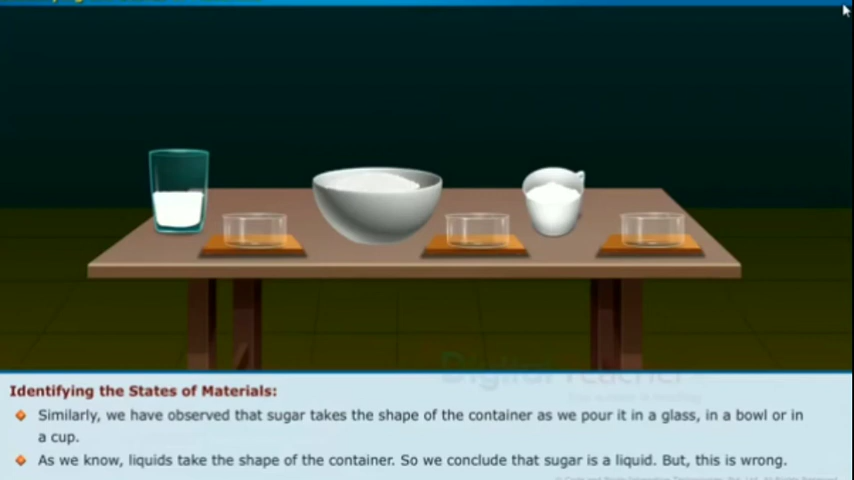 Identifying the States of Materials:
Similarly, we have observed that sugar takes the shape of the container as we pour it in a glass, in a bowl or in
a cup.
As we know, liquids take the shape of the container. So we conclude that sugar is a liquid. But, this is wrong.